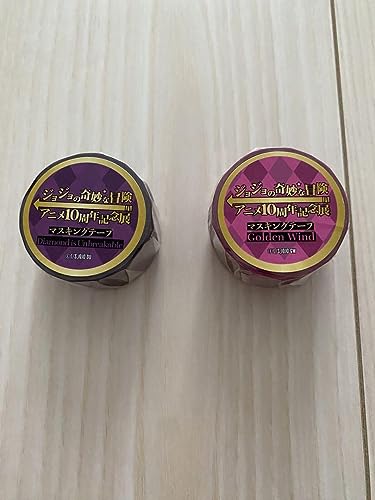 ジョジョの奇妙な冒険
アニメ10周年記念展
マスキングテープ
Diamond is Unbreakable
ジョジョの奇妙な冒険
アニメ10周年記念展
マスキングテープ
Golden Wind